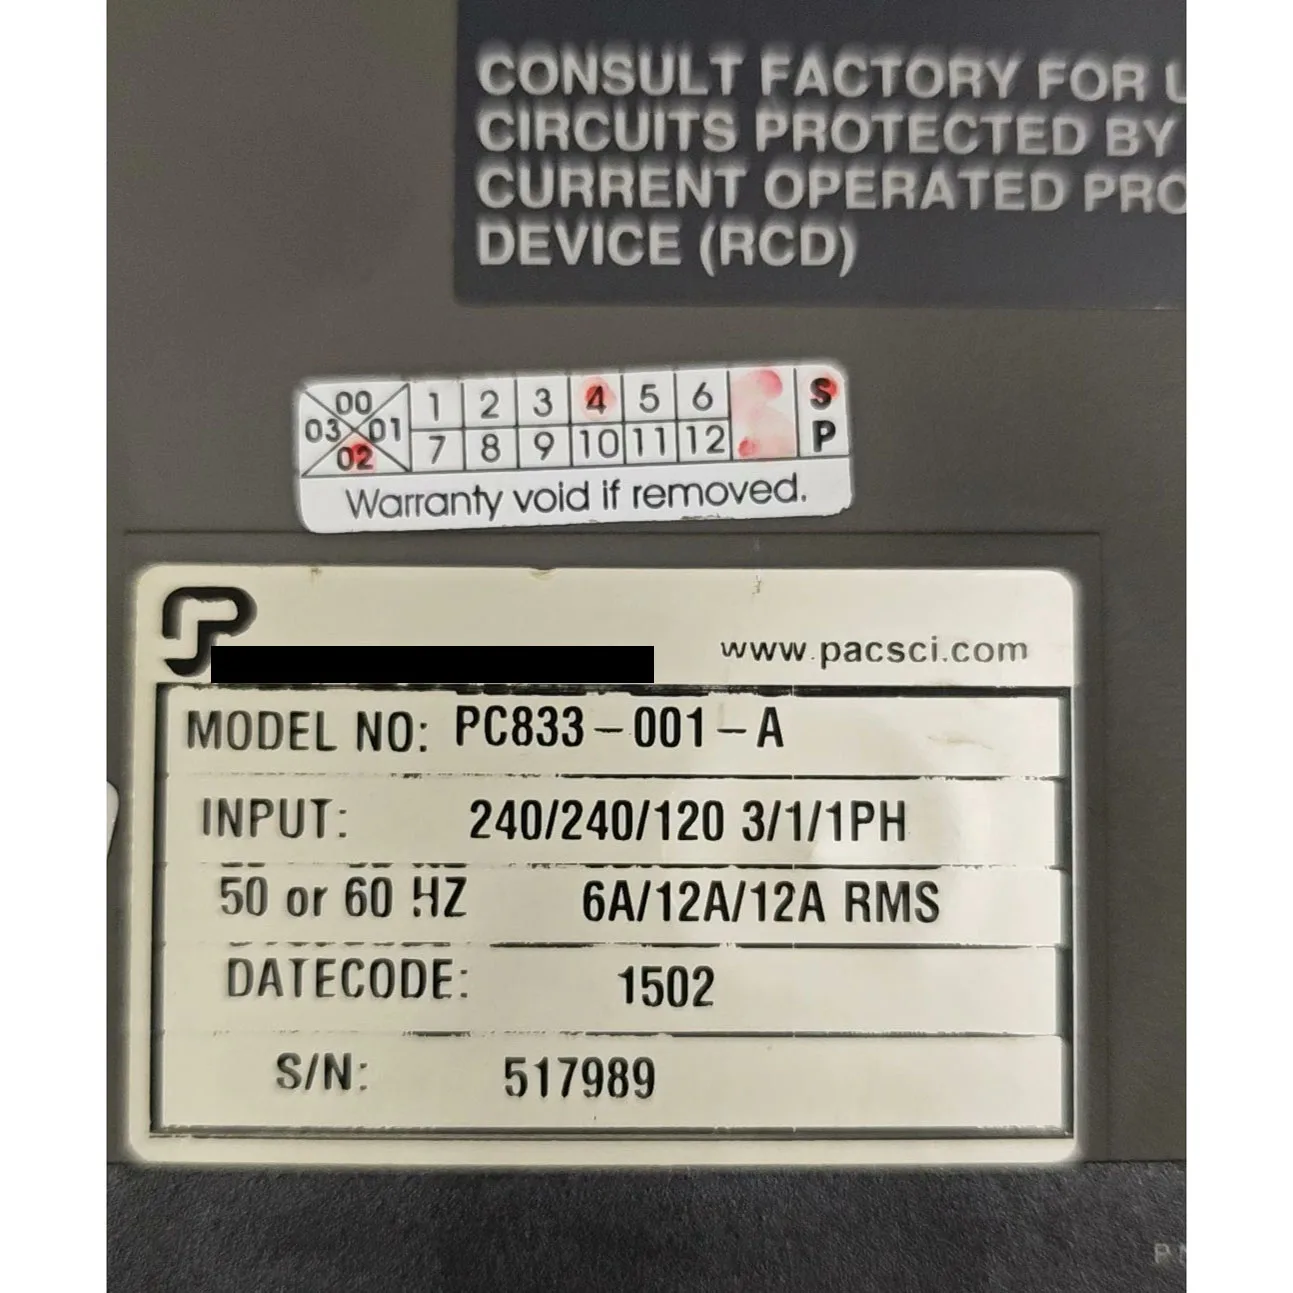 CONSULT FACTORY FOR
CIRCUITS PROTECTED BY
CURRENT OPERATED
DEVICE (RCD)
00 1 2 3 4 5 6 S
03 01
02 7 8 9 10 11 12 P
Warranty void if removed.
www.pacsci.com
MODEL NO: PC833-001-A
INPUT: 240/240/120 3/1/1PH
50 or 60 HZ 6A/12A/12A RMS
DATECODE: 1502
S/N: 517989